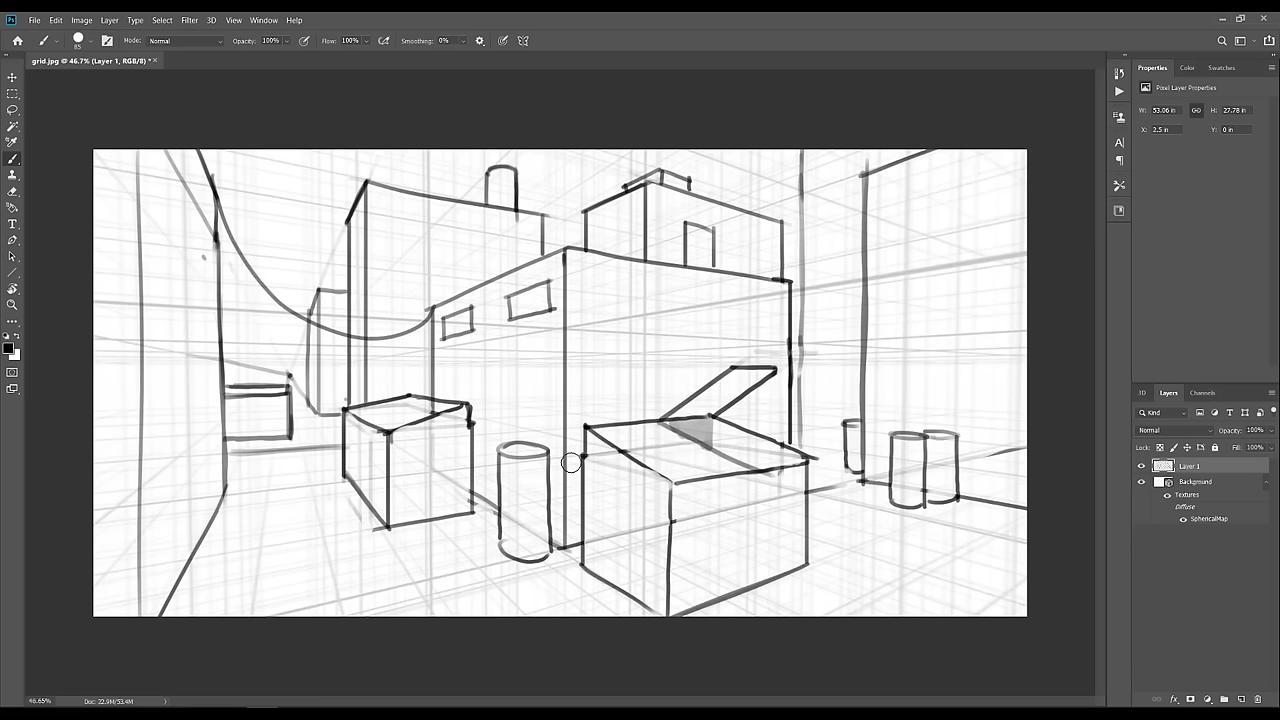 Ps File Edit Image Layer Type Select Filter 3D View Window Help
85 Mode: Normal Opacity: 100% Flow: 100% Smoothing: 0%
grid.jpg @ 46.7% (Layer 1, RGB/8) *
Properties Color Swatches
Pixel Layer Properties
W: 53.06 in H: 27.78 in
X: 2.5 in Y: 0 in
3D Layers Channels
Kind
Normal Opacity: 100%
Lock: Fill: 100%
Layer 1
Background
Textures
Diffuse
SphericalMap
46.65% Doc: 22.9M/53.4M